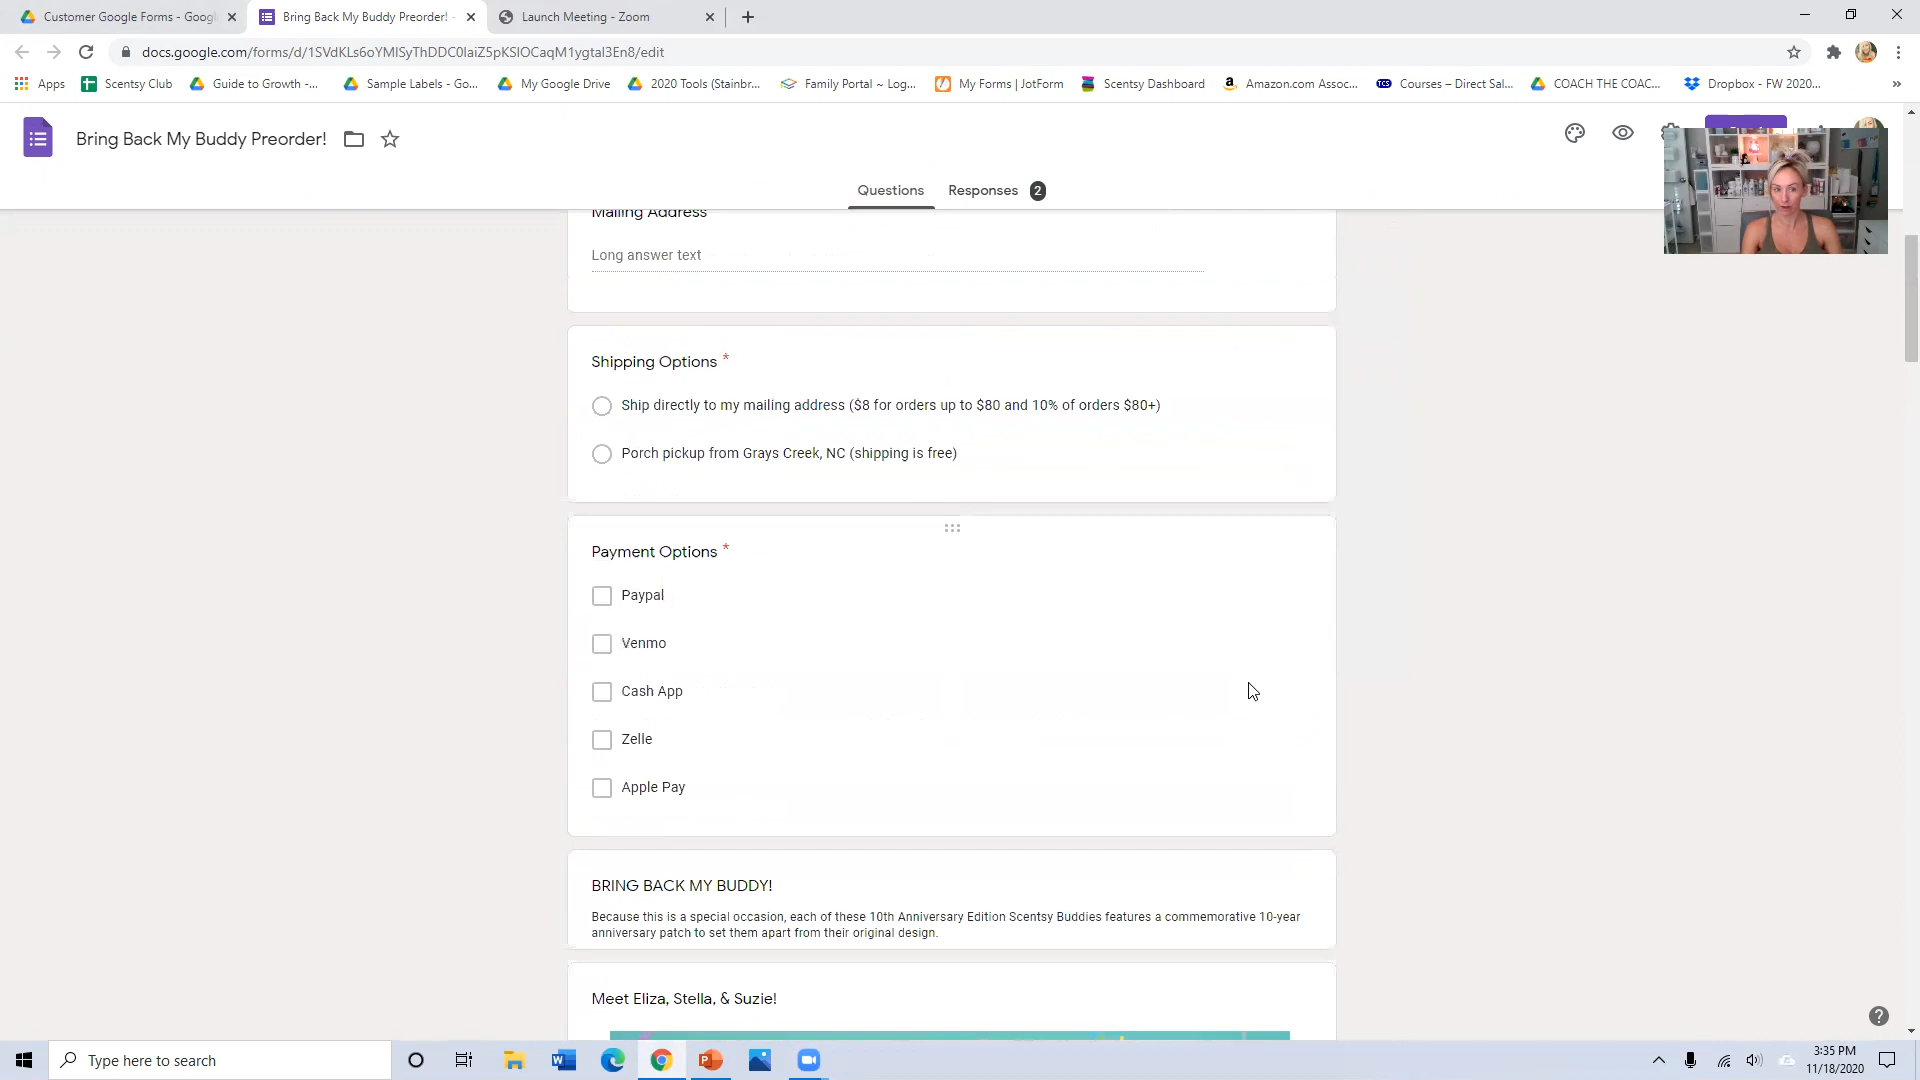 Customer Google Forms - Googl
Bring Back My Buddy Preorder! -
Launch Meeting - Zoom
docs.google.com/forms/d/1SVdKLs6oYMlSyThDDC0laiZ5pKSlOCaqM1ygtal3En8/edit
Apps
Scentsy Club
Guide to Growth -...
Sample Labels - Go...
My Google Drive
2020 Tools (Stainbr...
Family Portal ~ Log...
My Forms | JotForm
Scentsy Dashboard
Amazon.com Assoc...
TCS
Courses – Direct Sal...
COACH THE COAC...
Dropbox - FW 2020...
Bring Back My Buddy Preorder!
Questions
Responses 2
Mailing Address
Long answer text
Shipping Options *
Ship directly to my mailing address ($8 for orders up to $80 and 10% of orders $80+)
Porch pickup from Grays Creek, NC (shipping is free)
Payment Options *
Paypal
Venmo
Cash App
Zelle
Apple Pay
BRING BACK MY BUDDY!
Because this is a special occasion, each of these 10th Anniversary Edition Scentsy Buddies features a commemorative 10-year
anniversary patch to set them apart from their original design.
Meet Eliza, Stella, & Suzie!
Type here to search
3:35 PM
11/18/2020